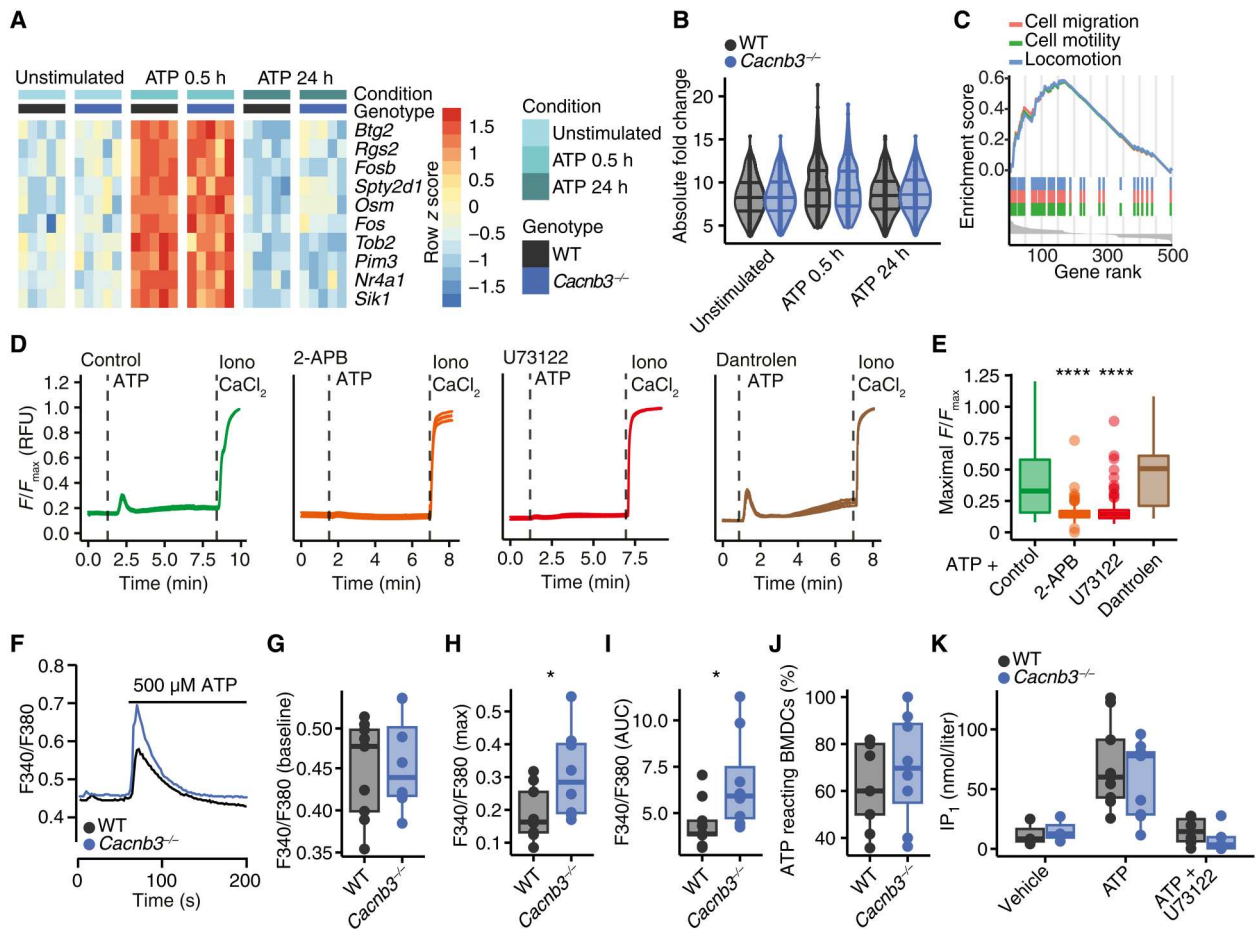 A
Unstimulated ATP 0.5 h ATP 24 h
Condition
Genotype
Btg2
Rgs2
Fosb
Spty2d1
Osm
Fos
Tob2
Pim3
Nr4a1
Sik1
1.5
1
0.5
0
−0.5
−1
−1.5
Row z score
Condition
Unstimulated
ATP 0.5 h
ATP 24 h
Genotype
WT
Cacnb3−/−
B
WT
Cacnb3−/−
Absolute fold change
20
15
10
5
Unstimulated
ATP 0.5 h
ATP 24 h
C
Cell migration
Cell motility
Locomotion
Enrichment score
0.6
0.4
0.2
0.0
100 300 500
Gene rank
D
Control
ATP
Iono
CaCl2
F/Fmax (RFU)
1.2
1.0
0.8
0.6
0.4
0.2
0.0
0.0 2.5 5.0 7.5 10
Time (min)
2-APB
ATP
Iono
CaCl2
0 2 4 6 8
Time (min)
U73122
ATP
Iono
CaCl2
0.0 2.5 5.0 7.5
Time (min)
Dantrolen
ATP
Iono
CaCl2
0 2 4 6 8
Time (min)
E
**** ****
Maximal F/Fmax
1.25
1.00
0.75
0.50
0.25
0
ATP +
Control
2-APB
U73122
Dantrolen
F
500 µM ATP
F340/F380
0.8
0.7
0.6
0.5
0.4
WT
Cacnb3−/−
0 100 200
Time (s)
G
F340/F380 (baseline)
0.50
0.45
0.40
0.35
WT
Cacnb3−/−
H
*
F340/F380 (max)
0.5
0.4
0.3
0.2
0.1
WT
Cacnb3−/−
I
*
F340/F380 (AUC)
10.0
7.5
5.0
WT
Cacnb3−/−
J
ATP reacting BMDCs (%)
100
80
60
40
WT
Cacnb3−/−
K
WT
Cacnb3−/−
IP1 (nmol/liter)
100
50
0
Vehicle
ATP
ATP +
U73122